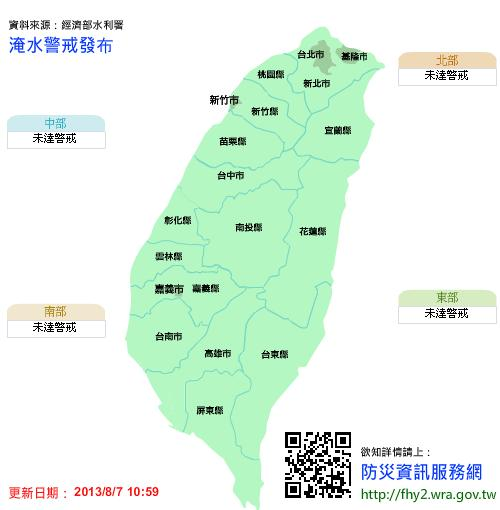 資料來源：經濟部水利署
淹水警戒發布
北部
未達警戒
中部
未達警戒
台北市
基隆市
桃園縣
新北市
新竹市
新竹縣
宜蘭縣
苗栗縣
台中市
彰化縣
南投縣
花蓮縣
雲林縣
嘉義市
嘉義縣
南部
未達警戒
東部
未達警戒
台南市
高雄市
台東縣
屏東縣
欲知詳情請上：
防災資訊服務網
http://fhy2.wra.gov.tw
更新日期： 2013/8/7 10:59